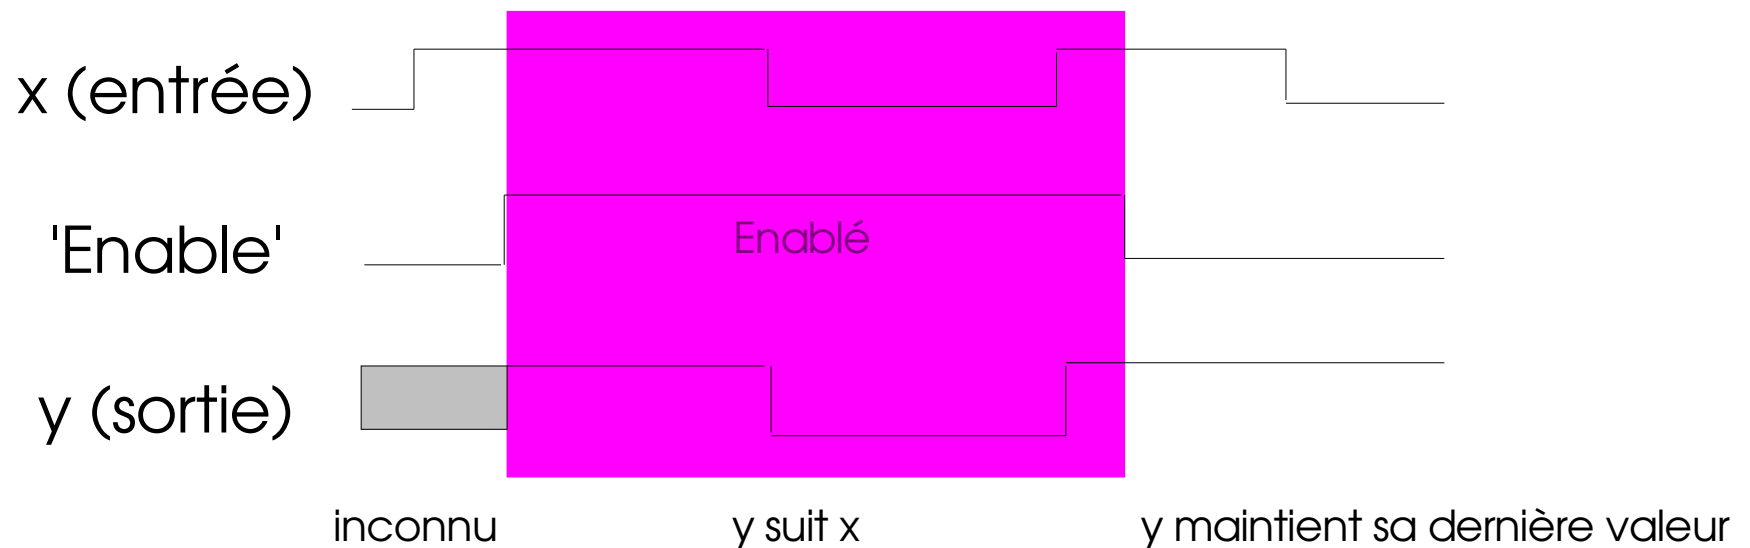 x (entrée)
'Enable'
Enablé
y (sortie)
inconnu
y suit x
y maintient sa dernière valeur